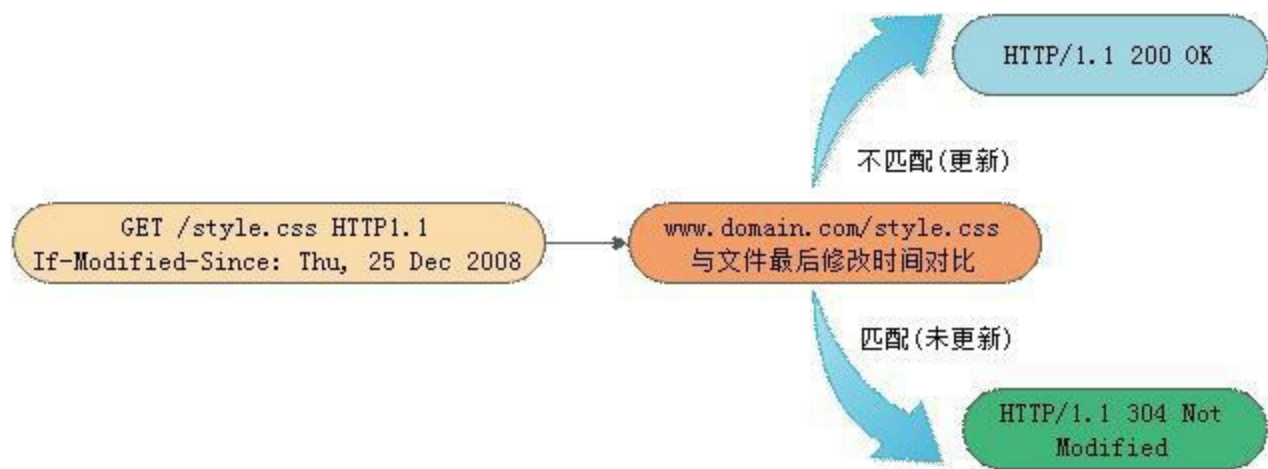 HTTP/1.1 200 OK
不匹配(更新)
GET /style.css HTTP1.1
If-Modified-Since: Thu, 25 Dec 2008
www.domain.com/style.css
与文件最后修改时间对比
匹配(未更新)
HTTP/1.1 304 Not
Modified